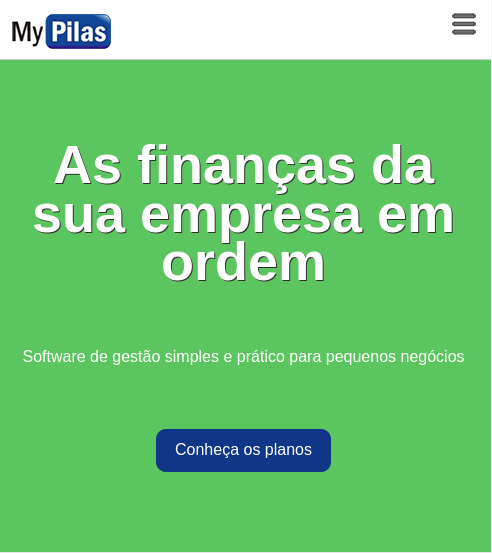 My Pilas
As finanças da
sua empresa em
ordem
Software de gestão simples e prático para pequenos negócios
Conheça os planos